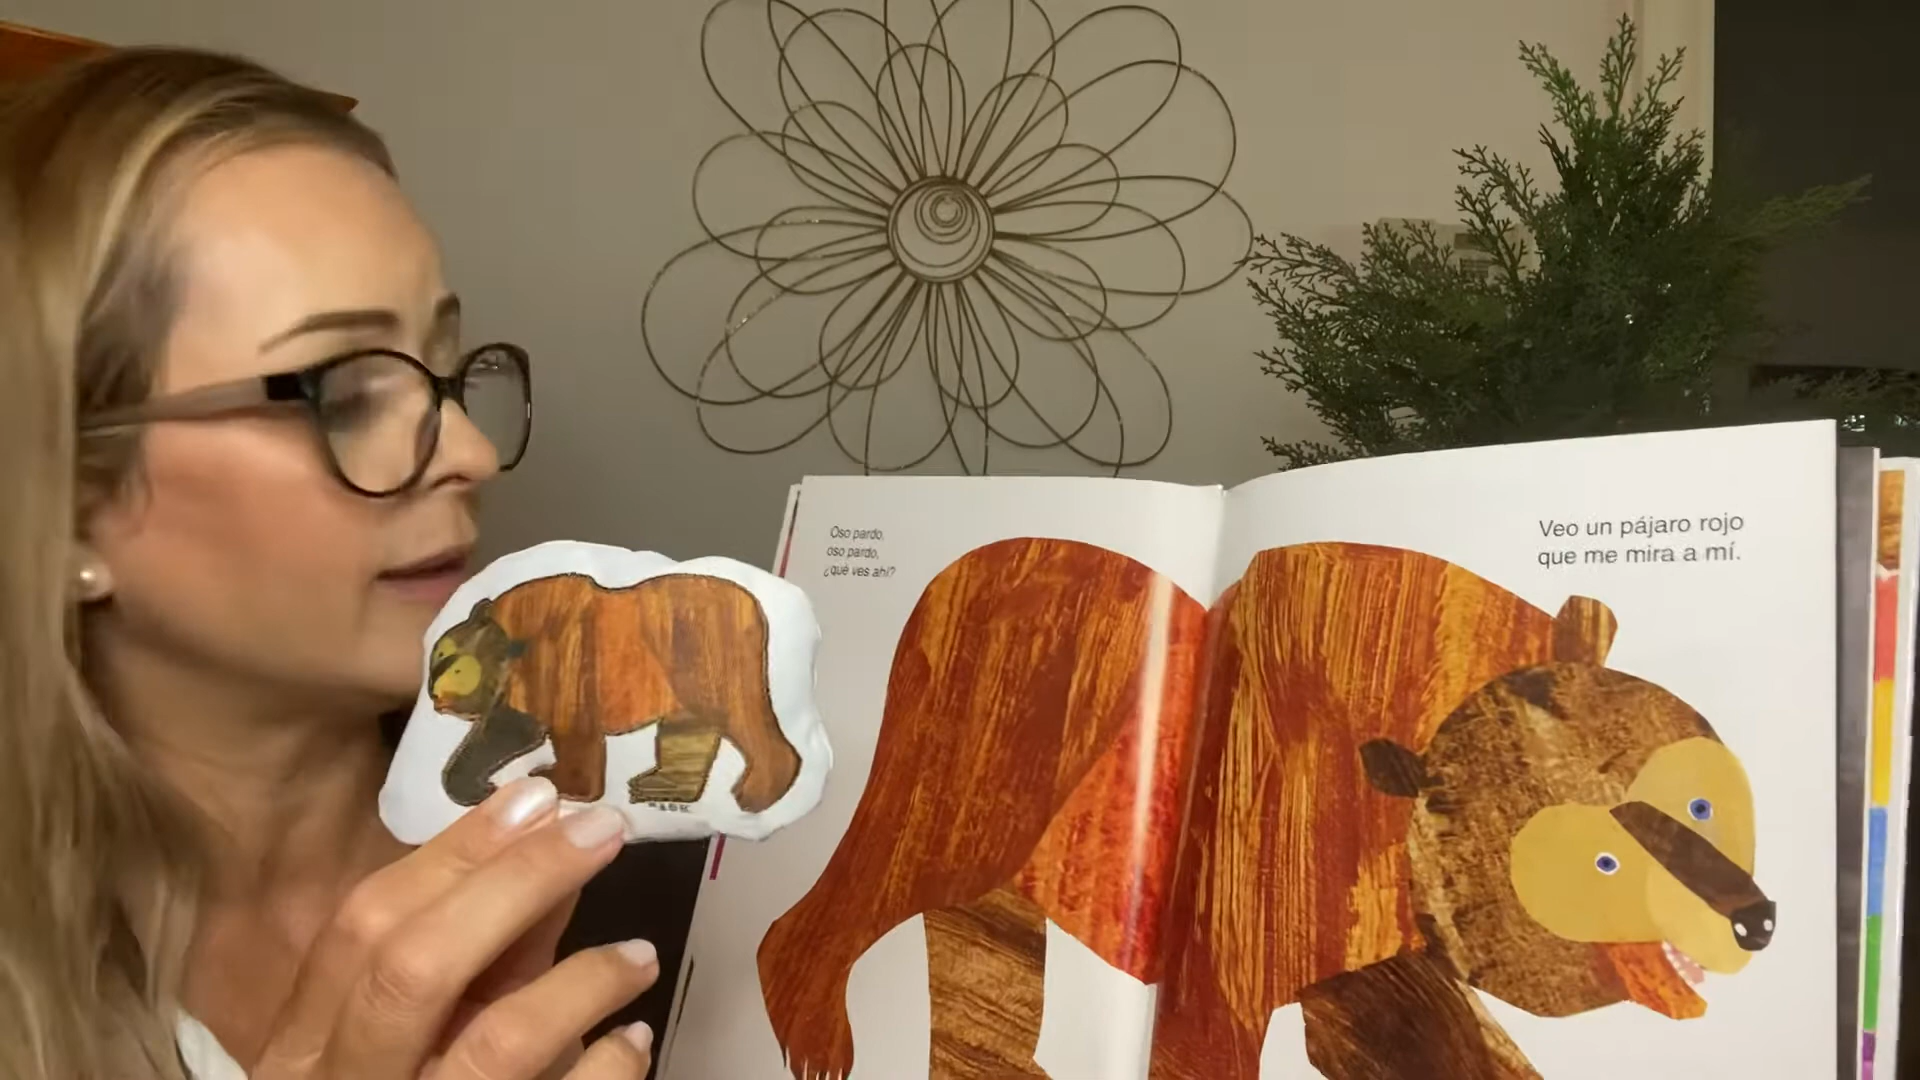 Oso pardo,
oso pardo,
¿qué ves ahí?
Veo un pájaro rojo
que me mira a mí.